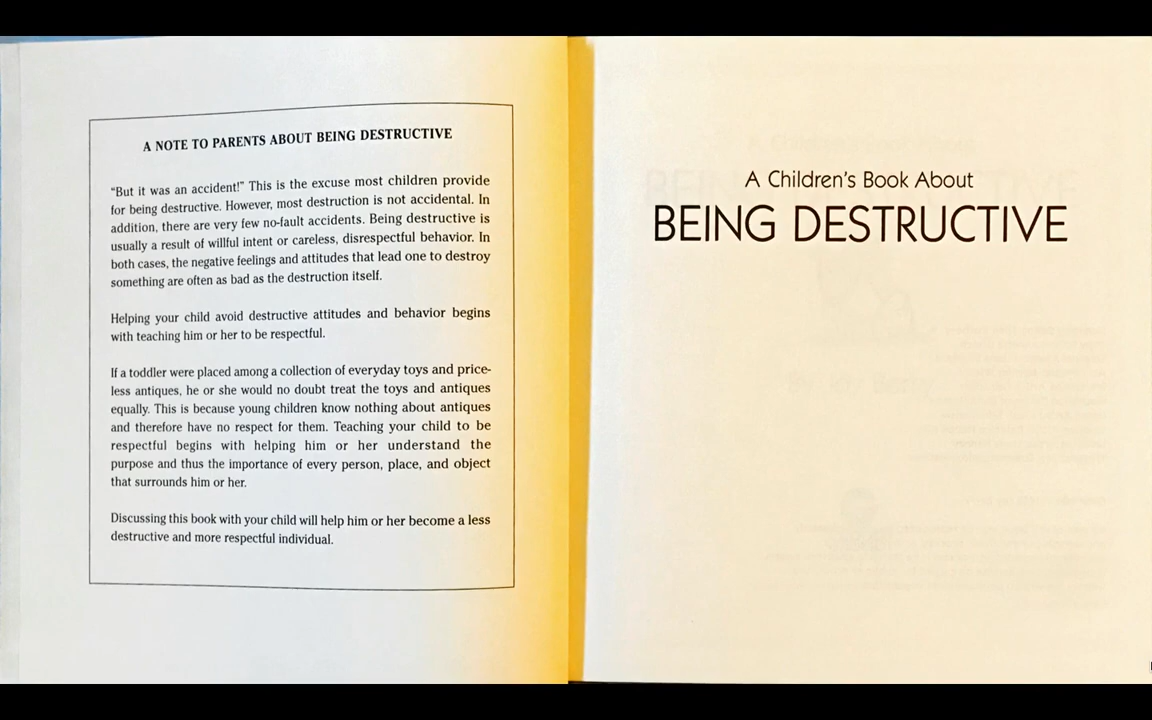 A NOTE TO PARENTS ABOUT BEING DESTRUCTIVE
“But it was an accident!” This is the excuse most children provide
for being destructive. However, most destruction is not accidental. In
addition, there are very few no-fault accidents. Being destructive is
usually a result of willful intent or careless, disrespectful behavior. In
both cases, the negative feelings and attitudes that lead one to destroy
something are often as bad as the destruction itself.
Helping your child avoid destructive attitudes and behavior begins
with teaching him or her to be respectful.
If a toddler were placed among a collection of everyday toys and price-
less antiques, he or she would no doubt treat the toys and antiques
equally. This is because young children know nothing about antiques
and therefore have no respect for them. Teaching your child to be
respectful begins with helping him or her understand the
purpose and thus the importance of every person, place, and object
that surrounds him or her.
Discussing this book with your child will help him or her become a less
destructive and more respectful individual.
A Children’s Book About
BEING DESTRUCTIVE